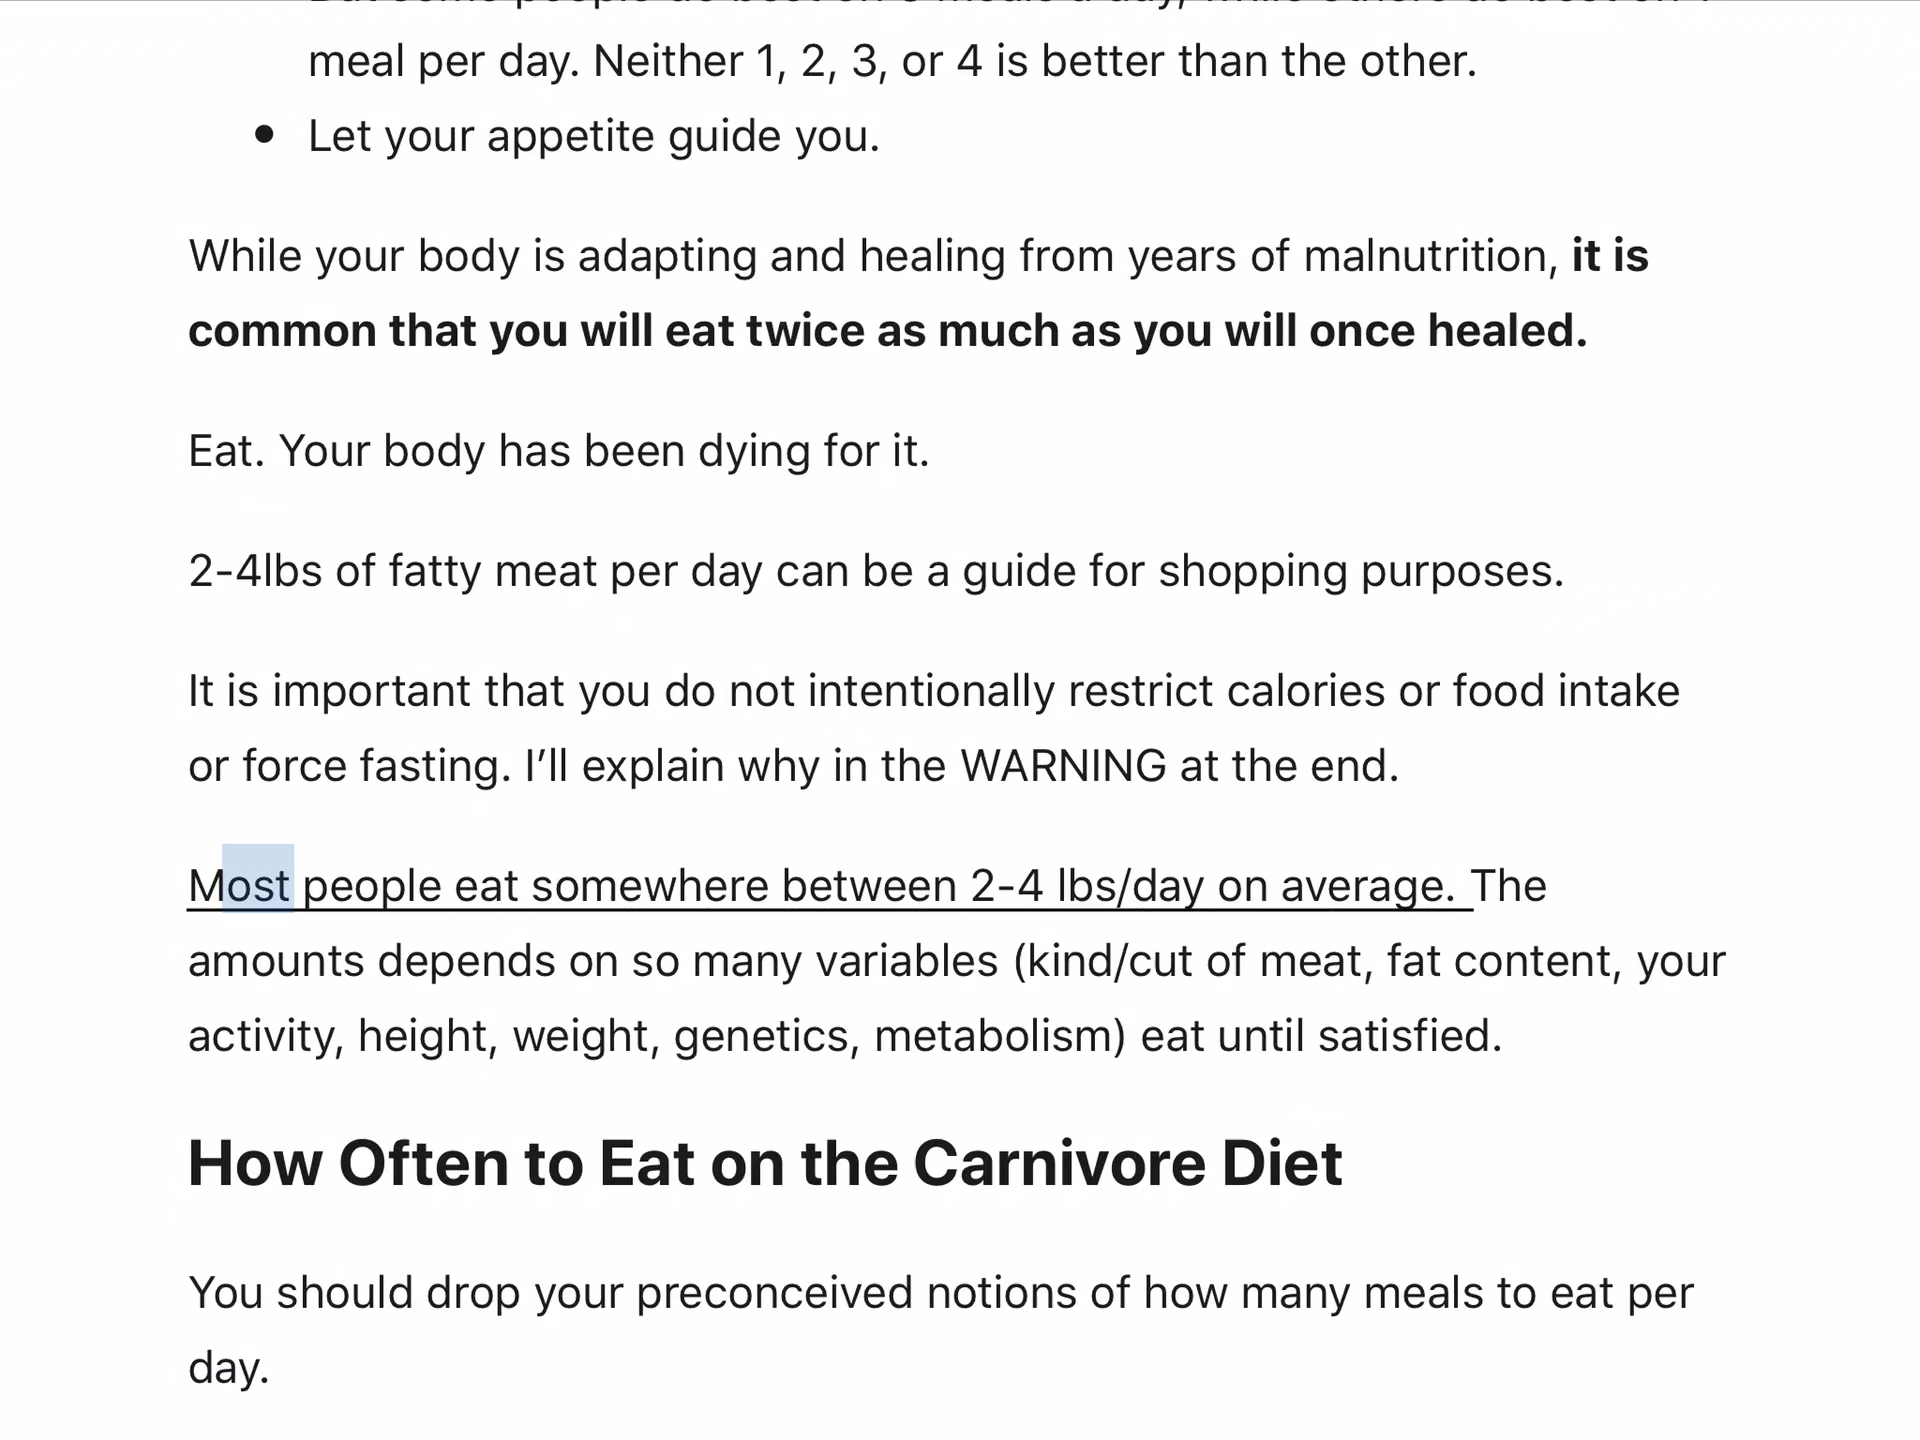 meal per day. Neither 1, 2, 3, or 4 is better than the other.
• Let your appetite guide you.
While your body is adapting and healing from years of malnutrition, it is
common that you will eat twice as much as you will once healed.
Eat. Your body has been dying for it.
2-4lbs of fatty meat per day can be a guide for shopping purposes.
It is important that you do not intentionally restrict calories or food intake
or force fasting. I’ll explain why in the WARNING at the end.
Most people eat somewhere between 2-4 lbs/day on average. The
amounts depends on so many variables (kind/cut of meat, fat content, your
activity, height, weight, genetics, metabolism) eat until satisfied.
How Often to Eat on the Carnivore Diet
You should drop your preconceived notions of how many meals to eat per
day.